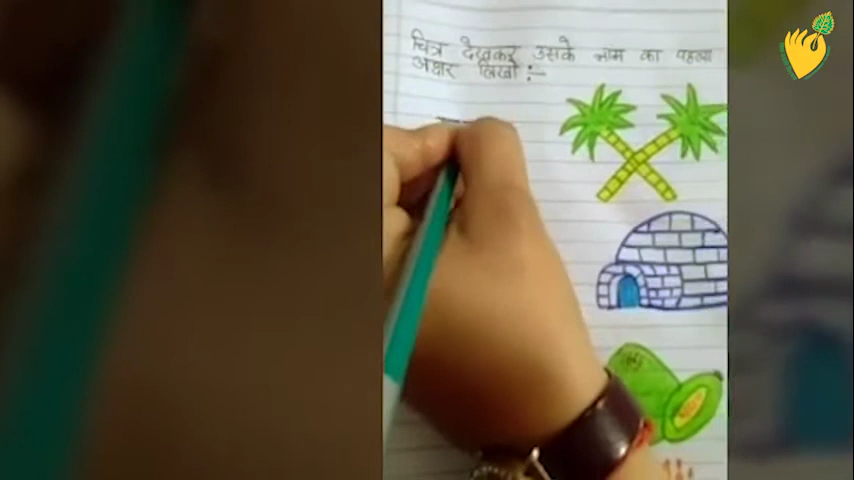 चित्र देखकर उसके नाम का पहला
अक्षर लिखो :-